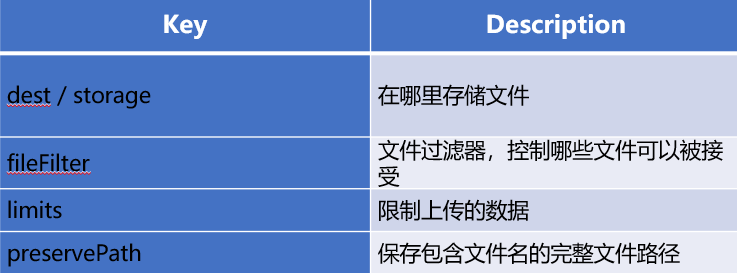 Key
Description
dest / storage
在哪里存储文件
fileFilter
文件过滤器，控制哪些文件可以被接
受
limits
限制上传的数据
preservePath
保存包含文件名的完整文件路径